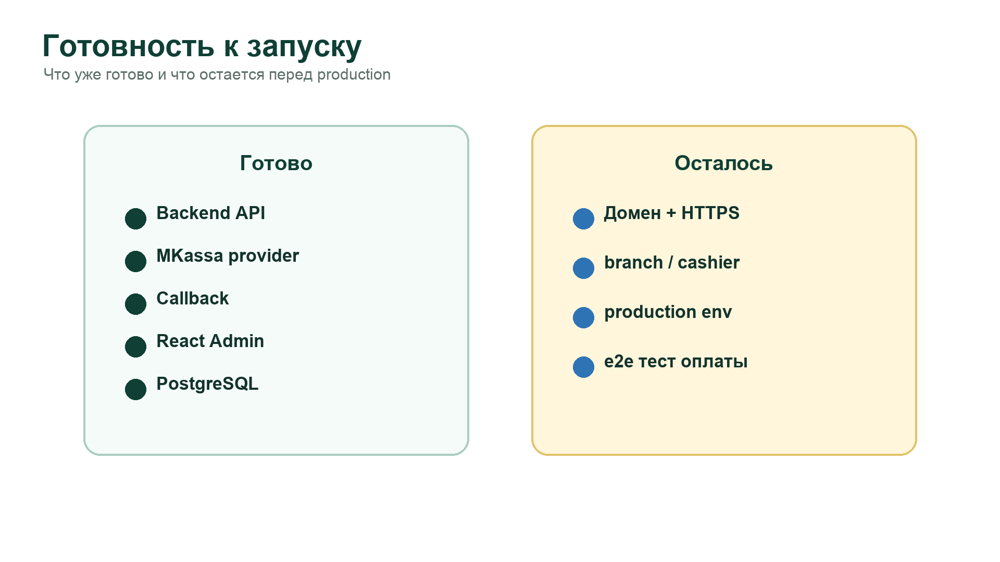 Готовность к запуску
Что уже готово и что остается перед production
Готово
Backend API
MKassa provider
Callback
React Admin
PostgreSQL
Осталось
Домен + HTTPS
branch / cashier
production env
e2e тест оплаты